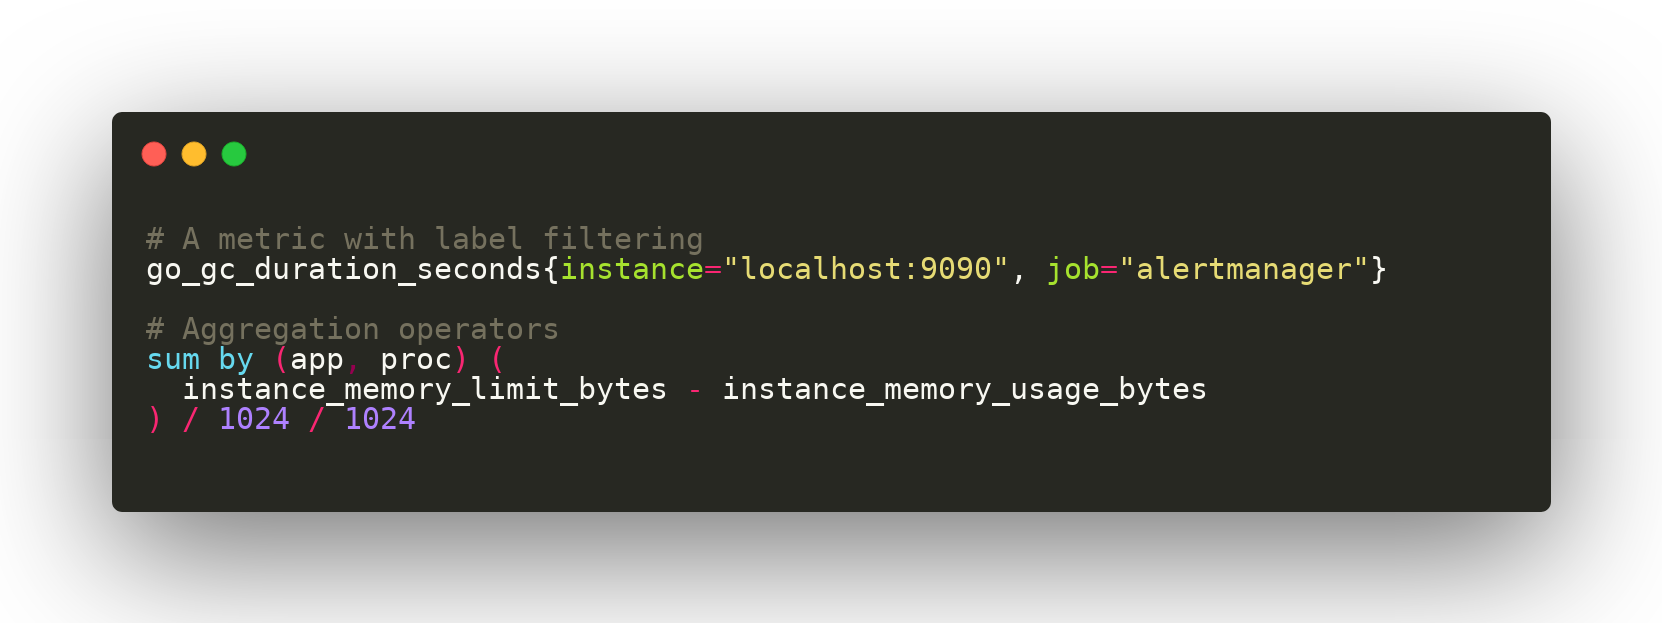 # A metric with label filtering
go_gc_duration_seconds{instance="localhost:9090", job="alertmanager"}

# Aggregation operators
sum by (app, proc) (
  instance_memory_limit_bytes - instance_memory_usage_bytes
) / 1024 / 1024